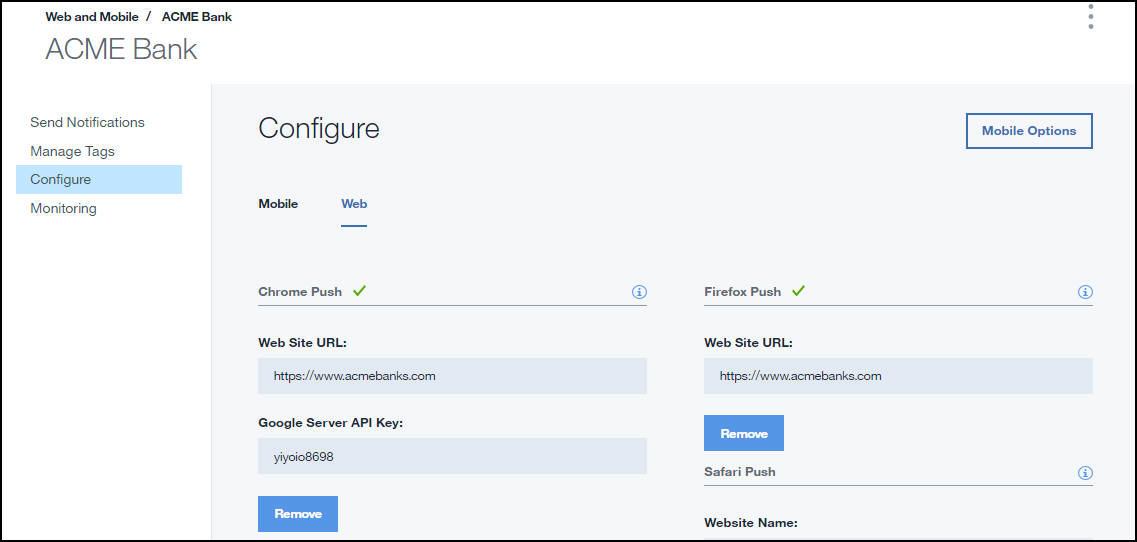 Web and Mobile / ACME Bank
ACME Bank
Send Notifications
Manage Tags
Configure
Monitoring
Configure
Mobile Options
Mobile Web
Chrome Push
Web Site URL:
https://www.acmebanks.com
Google Server API Key:
yiyoio8698
Remove
Firefox Push
Web Site URL:
https://www.acmebanks.com
Remove
Safari Push
Website Name: